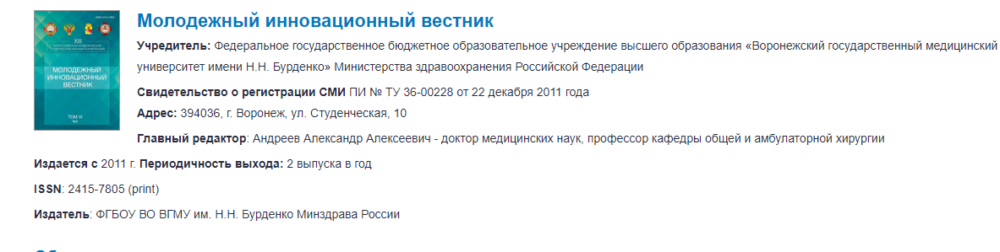 Молодежный инновационный вестник
Учредитель: Федеральное государственное бюджетное образовательное учреждение высшего образования «Воронежский государственный медицинский
университет имени Н.Н. Бурденко» Министерства здравоохранения Российской Федерации
Свидетельство о регистрации СМИ ПИ № ТУ 36-00228 от 22 декабря 2011 года
Адрес: 394036, г. Воронеж, ул. Студенческая, 10
Главный редактор: Андреев Александр Алексеевич - доктор медицинских наук, профессор кафедры общей и амбулаторной хирургии
Издается с 2011 г. Периодичность выхода: 2 выпуска в год
ISSN: 2415-7805 (print)
Издатель: ФГБОУ ВО ВГМУ им. Н.Н. Бурденко Минздрава России
XIII
МОЛОДЕЖНЫЙ
ИННОВАЦИОННЫЙ
ВЕСТНИК
ТОМ VI